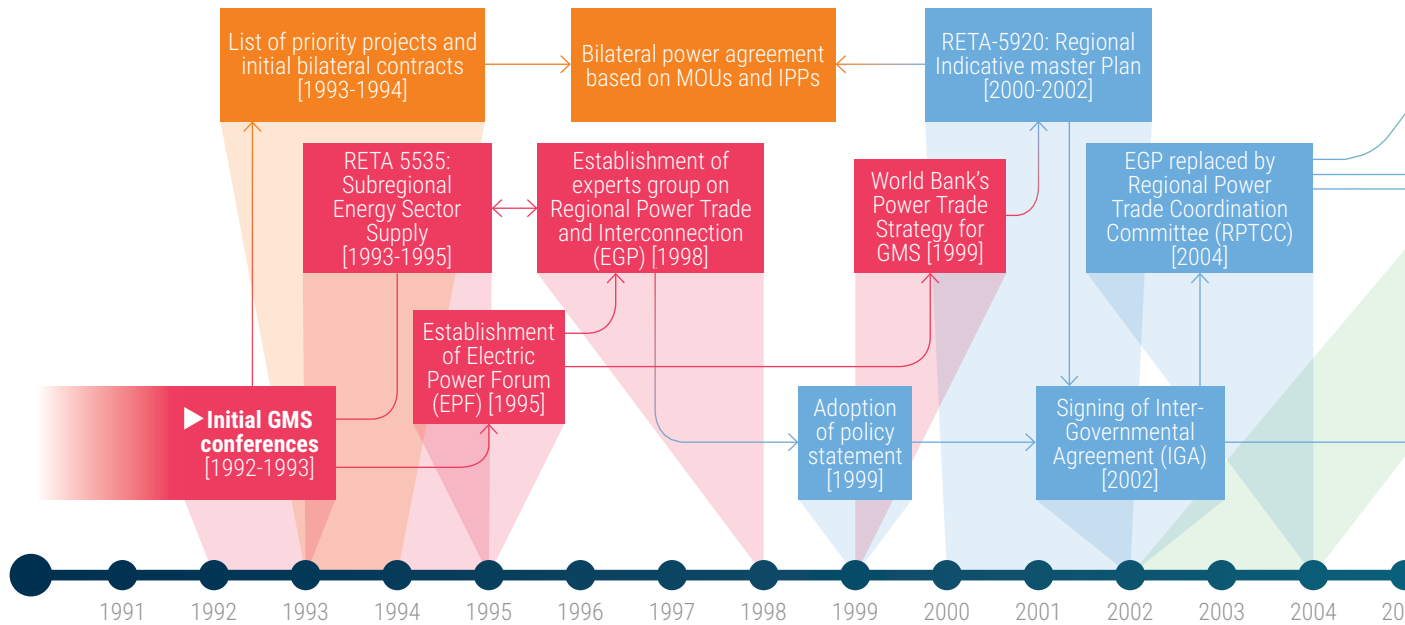 List of priority projects and
initial bilateral contracts
[1993-1994]
Bilateral power agreement
based on MOUs and IPPs
RETA-5920: Regional
Indicative master Plan
[2000-2002]
RETA 5535:
Subregional
Energy Sector
Supply
[1993-1995]
Establishment of
experts group on
Regional Power Trade
and Interconnection
(EGP) [1998]
World Bank’s
Power Trade
Strategy for
GMS [1999]
EGP replaced by
Regional Power
Trade Coordination
Committee (RPTCC)
[2004]
Establishment
of Electric
Power Forum
(EPF) [1995]
Initial GMS
conferences
[1992-1993]
Adoption
of policy
statement
[1999]
Signing of Inter-
Governmental
Agreement (IGA)
[2002]
1991 1992 1993 1994 1995 1996 1997 1998 1999 2000 2001 2002 2003 2004